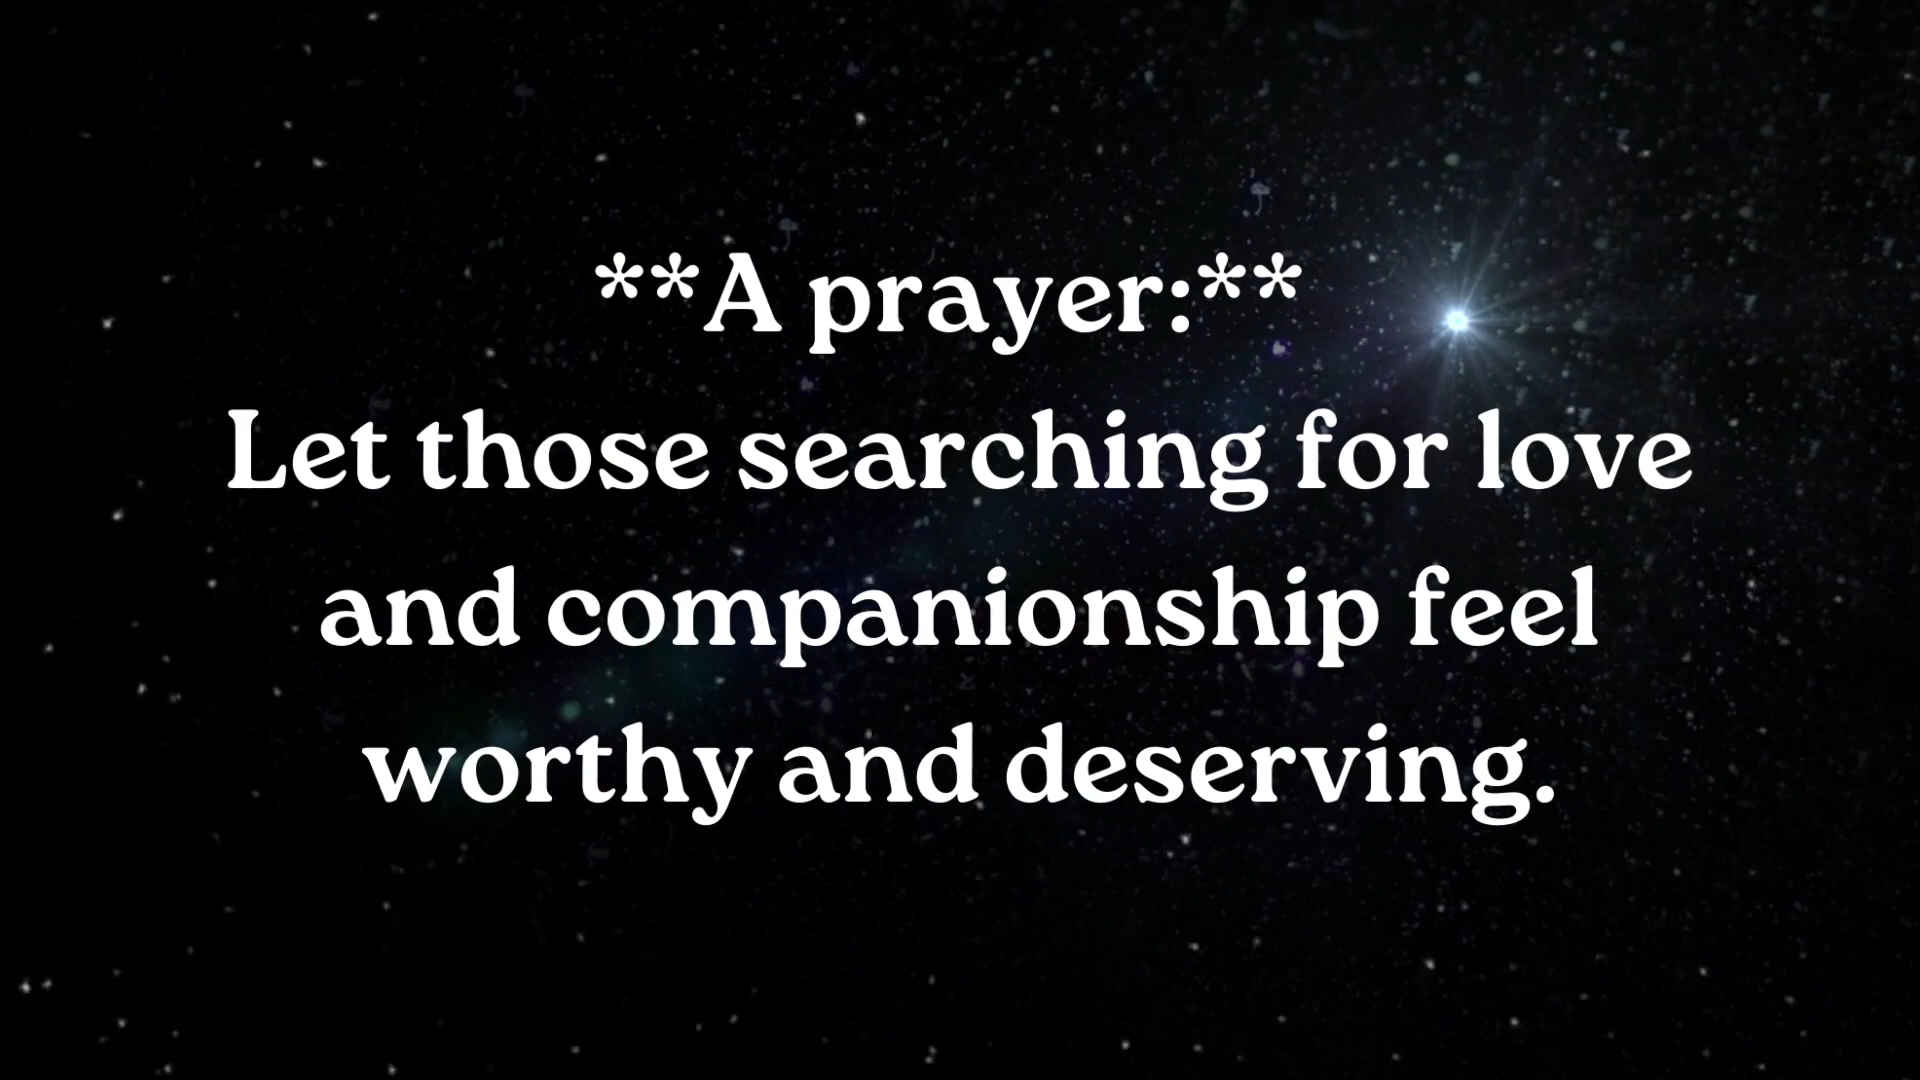 **A prayer:**
Let those searching for love
and companionship feel
worthy and deserving.